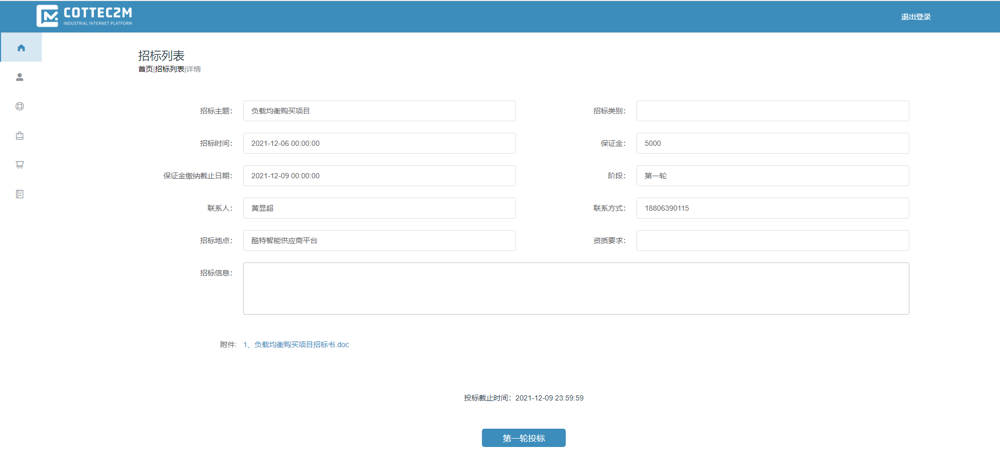 COTTEC2M
INDUSTRIAL INTERNET PLATFORM
退出登录
招标列表
首页|招标列表|详情
招标主题： 负载均衡购买项目
招标类别：
招标时间： 2021-12-06 00:00:00
保证金： 5000
保证金缴纳截止日期： 2021-12-09 00:00:00
阶段： 第一轮
联系人： 黄显超
联系方式： 18806390115
招标地点： 酷特智能供应商平台
资质要求：
招标信息：
附件: 1、负载均衡购买项目招标书.doc
投标截止时间：2021-12-09 23:59:59
第一轮投标